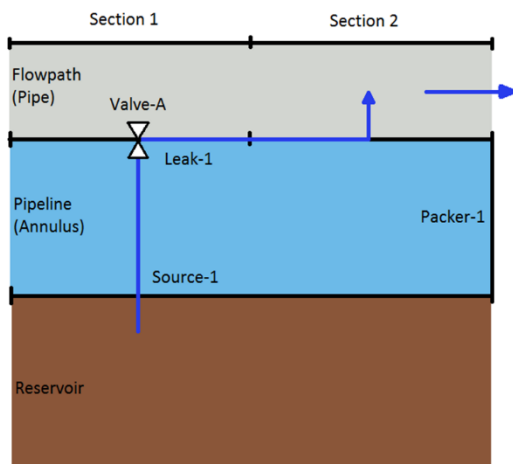 Section 1
Section 2
Flowpath
(Pipe)
Valve-A
Leak-1
Pipeline
(Annulus)
Packer-1
Source-1
Reservoir